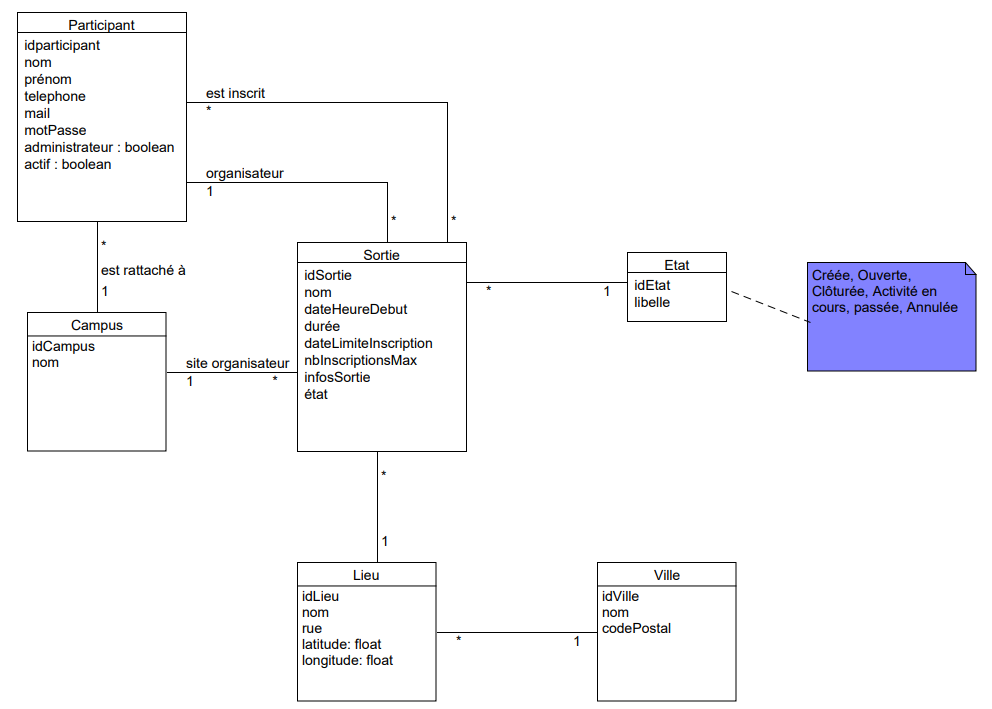 Participant
idparticipant
nom
prénom
telephone
mail
motPasse
administrateur : boolean
actif : boolean
est inscrit
*
organisateur
1
*
*
*
est rattaché à
1
Campus
idCampus
nom
site organisateur
1
*
Sortie
idSortie
nom
dateHeureDebut
durée
dateLimiteInscription
nbInscriptionsMax
infosSortie
état
*
1
Etat
idEtat
libelle
Créée, Ouverte,
Clôturée, Activité en
cours, passée, Annulée
*
1
Lieu
idLieu
nom
rue
latitude: float
longitude: float
*
1
Ville
idVille
nom
codePostal